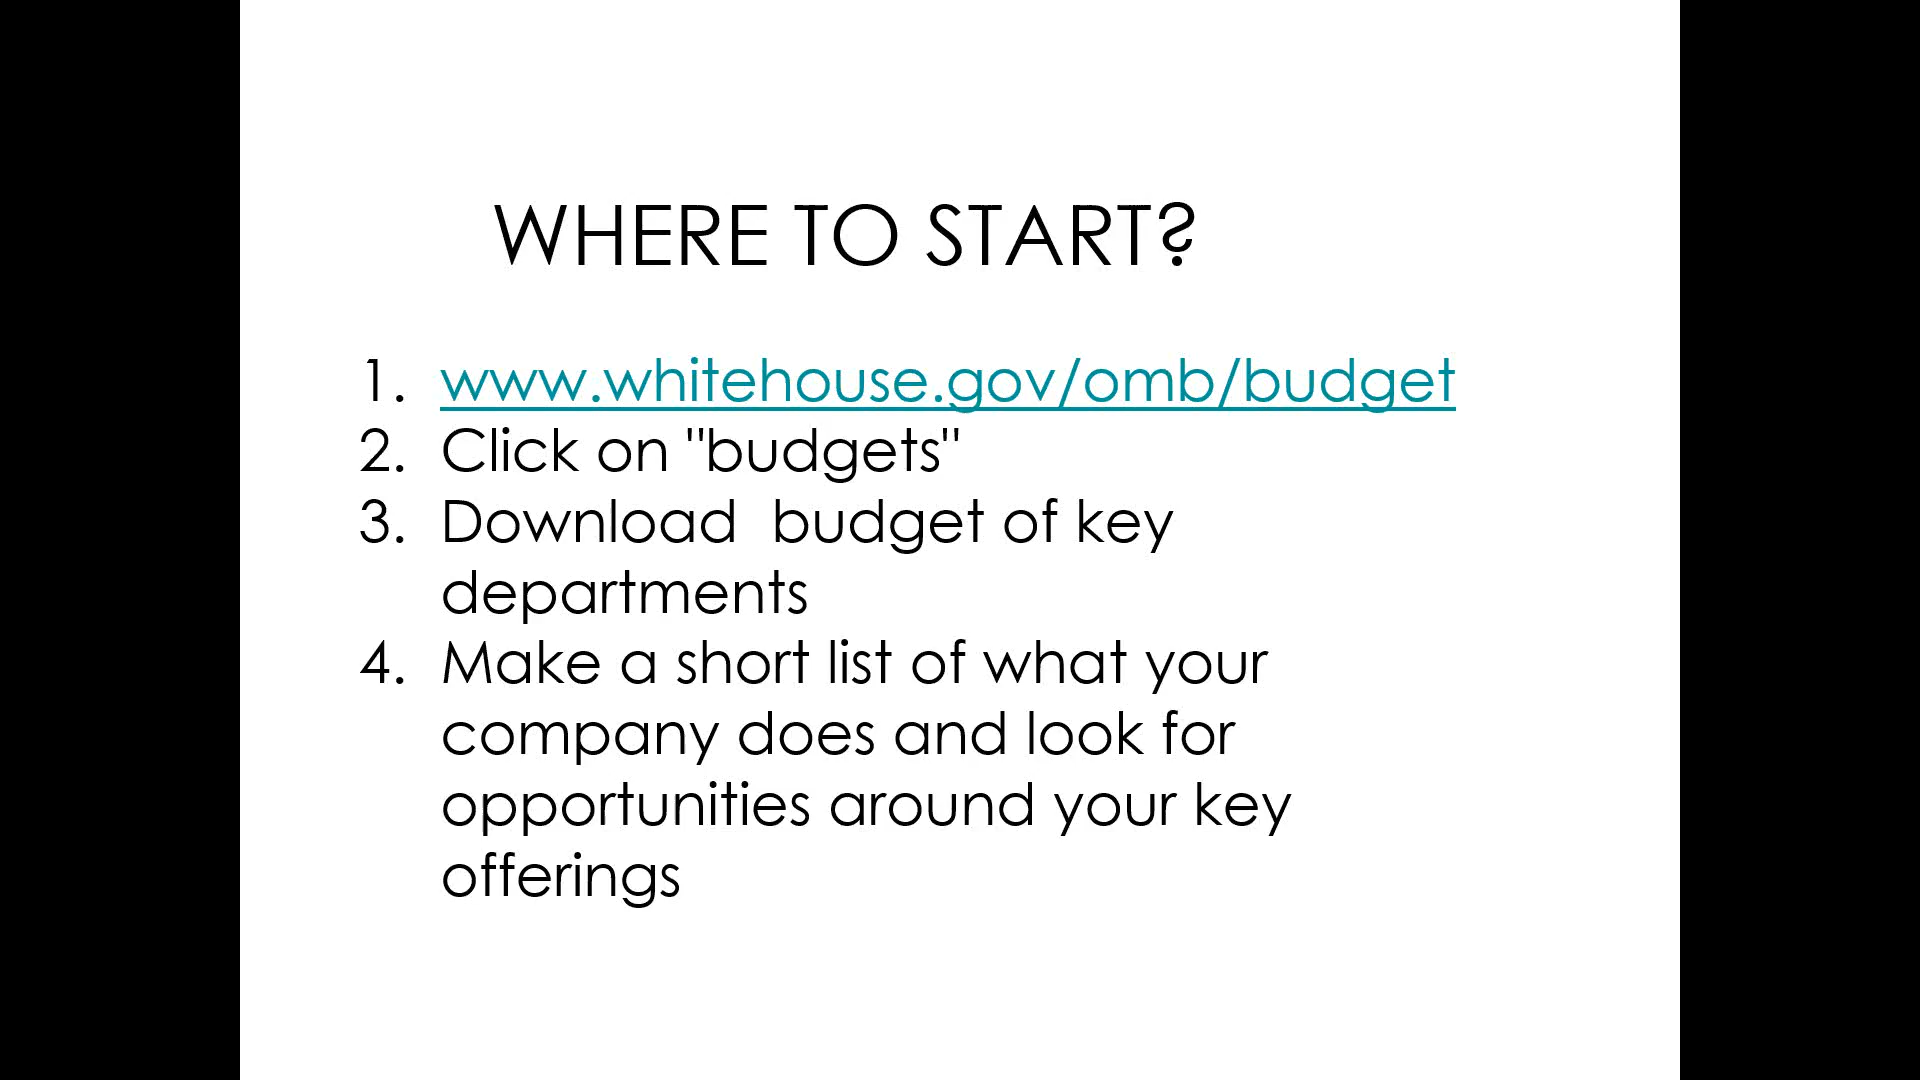 WHERE TO START?
1. www.whitehouse.gov/omb/budget
2. Click on "budgets"
3. Download  budget of key
departments
4. Make a short list of what your
company does and look for
opportunities around your key
offerings